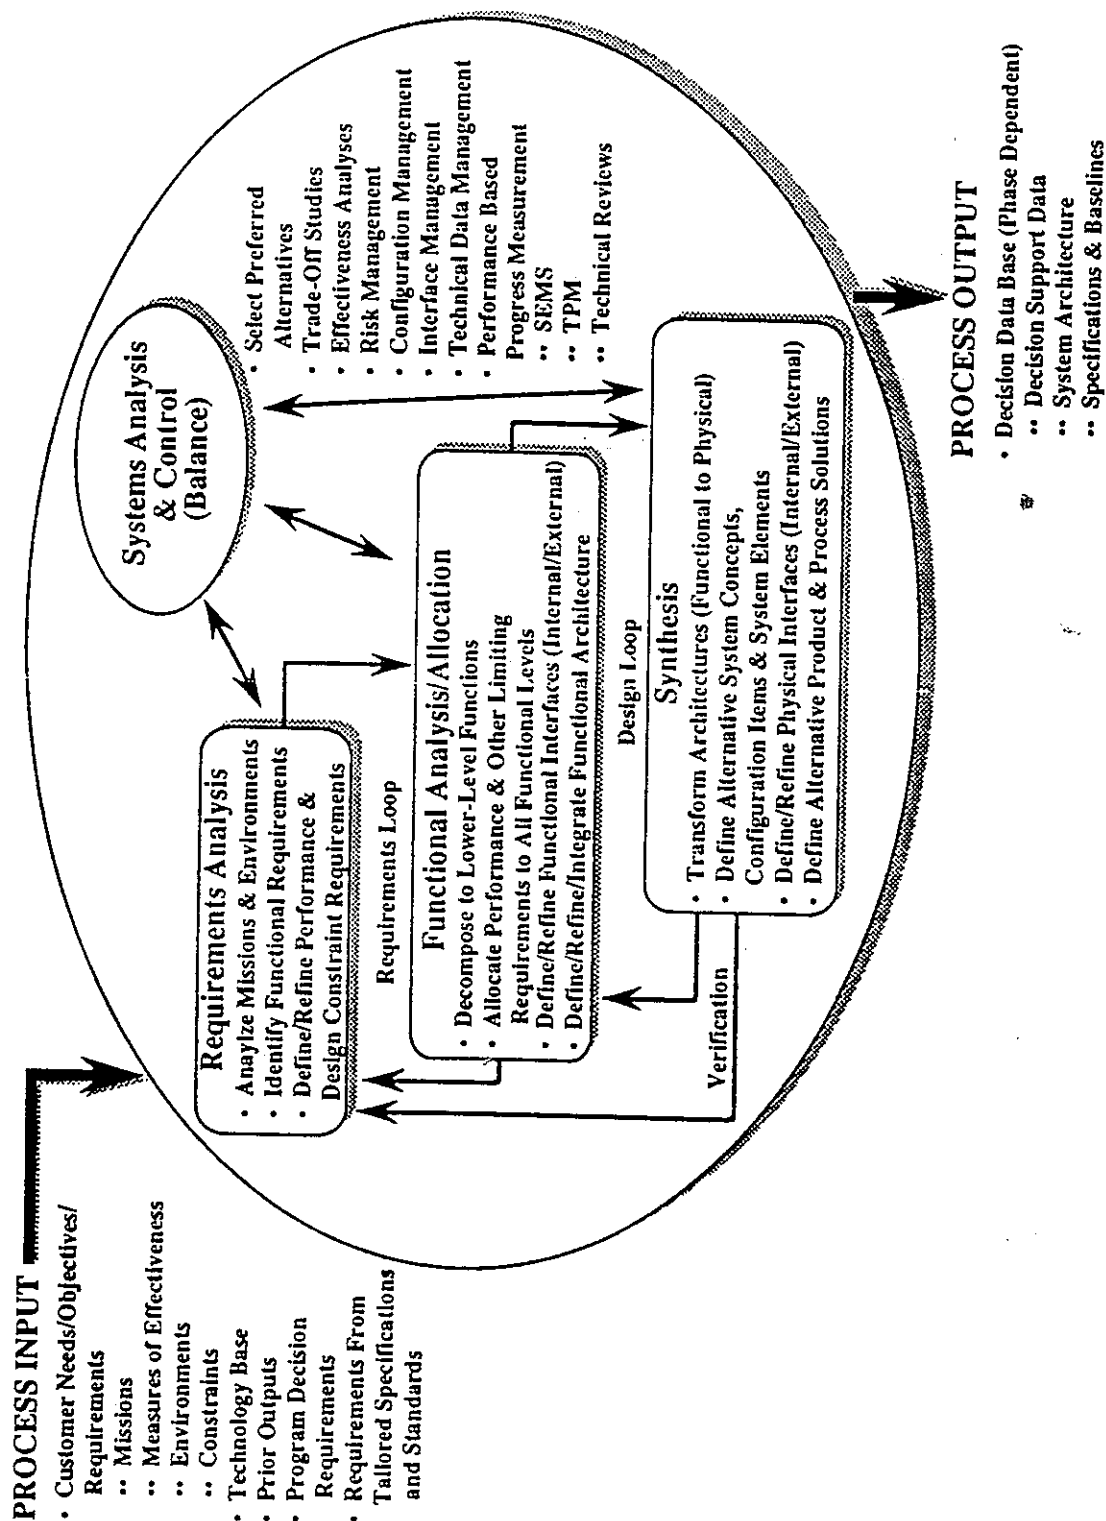 PROCESS INPUT
• Customer Needs/Objectives/
Requirements
•• Missions
•• Measures of Effectiveness
•• Environments
•• Constraints
• Technology Base
• Prior Outputs
• Program Decision
Requirements
• Requirements From
Tailored Specifications
and Standards
Systems Analysis
& Control
(Balance)
• Select Preferred
Alternatives
• Trade-Off Studies
• Effectiveness Analyses
• Risk Management
• Configuration Management
• Interface Management
• Technical Data Management
• Performance Based
Progress Measurement
•• SEMS
•• TPM
•• Technical Reviews
Requirements Analysis
• Anaylze Missions & Environments
• Identify Functional Requirements
• Define/Refine Performance &
Design Constraint Requirements
Requirements Loop
Functional Analysis/Allocation
• Decompose to Lower-Level Functions
• Allocate Performance & Other Limiting
Requirements to All Functional Levels
• Define/Refine Functional Interfaces (Internal/External)
• Define/Refine/Integrate Functional Architecture
Design Loop
Synthesis
• Transform Architectures (Functional to Physical)
• Define Alternative System Concepts,
Configuration Items & System Elements
• Define/Refine Physical Interfaces (Internal/External)
• Define Alternative Product & Process Solutions
Verification
PROCESS OUTPUT
• Decision Data Base (Phase Dependent)
•• Decision Support Data
•• System Architecture
•• Specifications & Baselines